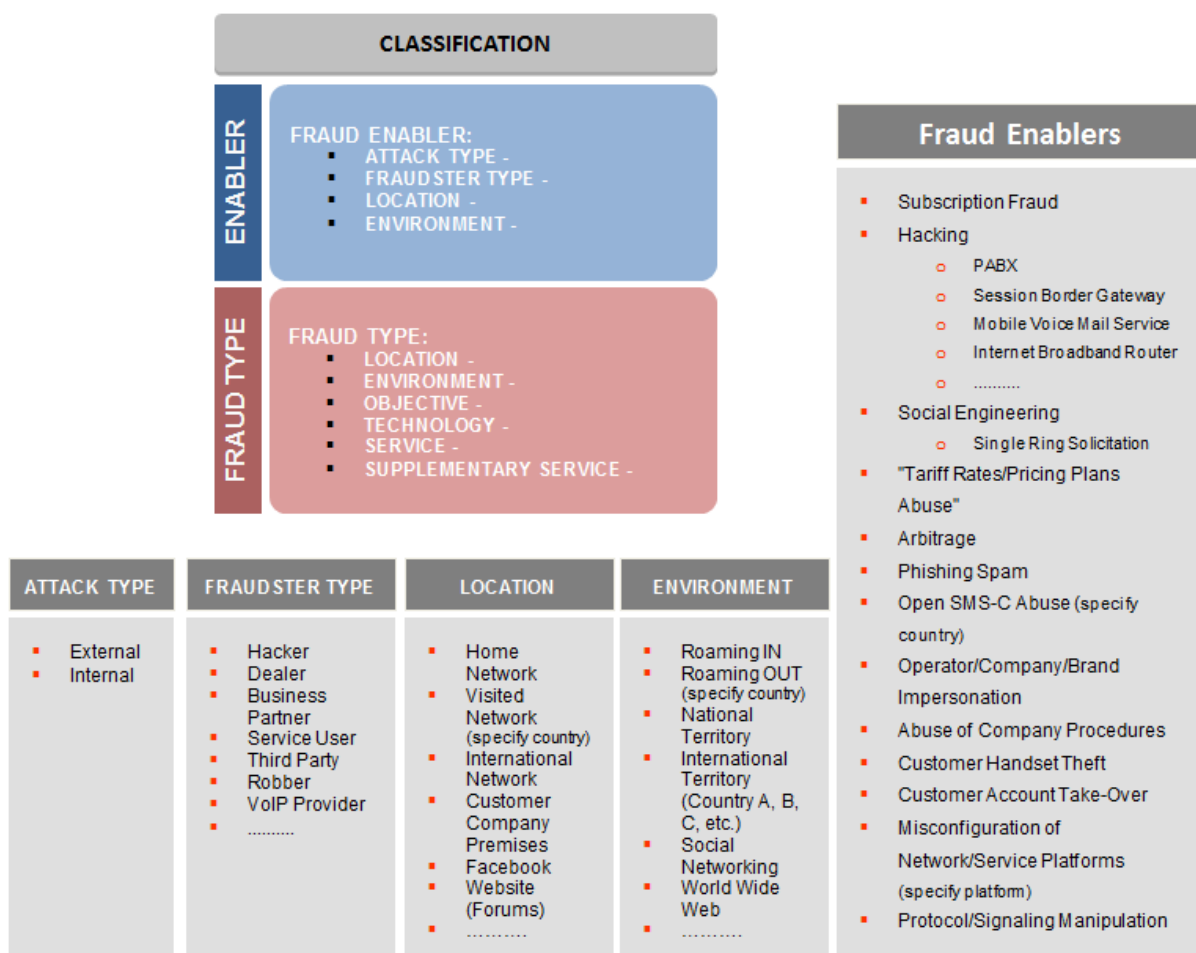 CLASSIFICATION
ENABLER
FRAUD ENABLER:
▪ ATTACK TYPE -
▪ FRAUDSTER TYPE -
▪ LOCATION -
▪ ENVIRONMENT -
FRAUD TYPE
FRAUD TYPE:
▪ LOCATION -
▪ ENVIRONMENT -
▪ OBJECTIVE -
▪ TECHNOLOGY -
▪ SERVICE -
▪ SUPPLEMENTARY SERVICE -
Fraud Enablers
▪ Subscription Fraud
▪ Hacking
o PABX
o Session Border Gateway
o Mobile Voice Mail Service
o Internet Broadband Router
o ..........
▪ Social Engineering
o Single Ring Solicitation
▪ "Tariff Rates/Pricing Plans
Abuse"
▪ Arbitrage
▪ Phishing Spam
▪ Open SMS-C Abuse (specify
country)
▪ Operator/Company/Brand
Impersonation
▪ Abuse of Company Procedures
▪ Customer Handset Theft
▪ Customer Account Take-Over
▪ Misconfiguration of
Network/Service Platforms
(specify platform)
▪ Protocol/Signaling Manipulation
ATTACK TYPE
▪ External
▪ Internal
FRAUDSTER TYPE
▪ Hacker
▪ Dealer
▪ Business
Partner
▪ Service User
▪ Third Party
▪ Robber
▪ VoIP Provider
▪ ..........
LOCATION
▪ Home
Network
▪ Visited
Network
(specify country)
▪ International
Network
▪ Customer
Company
Premises
▪ Facebook
▪ Website
(Forums)
▪ ..........
ENVIRONMENT
▪ Roaming IN
▪ Roaming OUT
(specify country)
▪ National
Territory
▪ International
Territory
(Country A, B,
C, etc.)
▪ Social
Networking
▪ World Wide
Web
▪ ..........